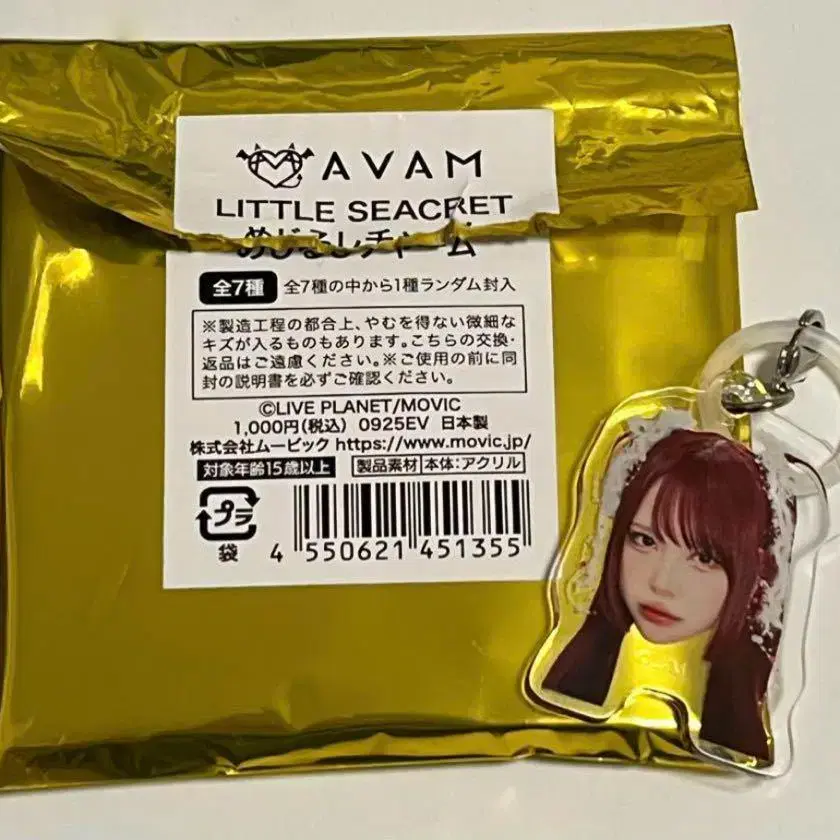 AVAM
LITTLE SEACRET
めじるしチャーム
全7種 全7種の中から1種ランダム封入
※製造工程の都合上、やむを得ない微細な
キズが入るものもあります。こちらの交換・
返品はご遠慮ください。※ご使用の前に同
封の説明書を必ずご確認ください。
©LIVE PLANET/MOVIC
1,000円(税込) 0925EV 日本製
株式会社ムービック https://www.movic.jp/
対象年齢15歳以上 製品素材 本体:アクリル
プラ
袋
4 550621 451355